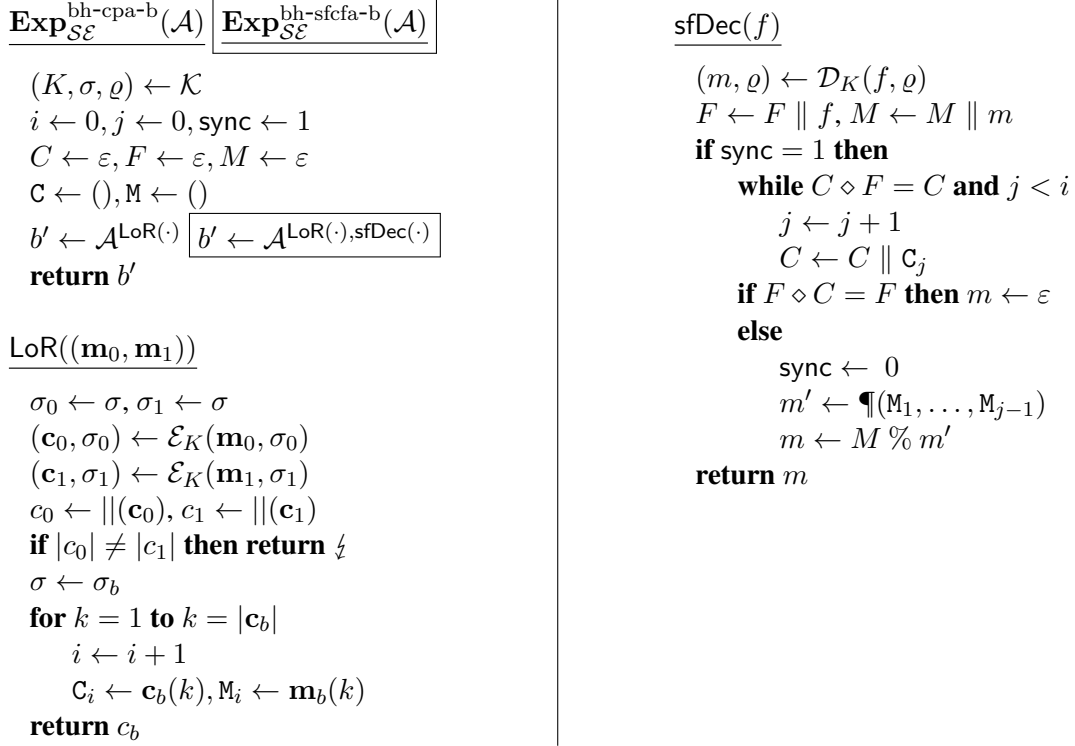 Exp_{SE}^{bh-cpa-b}(A) Exp_{SE}^{bh-sfcfa-b}(A)
(K, σ, ϱ) ← K
i ← 0, j ← 0, sync ← 1
C ← ε, F ← ε, M ← ε
C ← (), M ← ()
b′ ← A^{LoR(·)} b′ ← A^{LoR(·),sfDec(·)}
return b′
LoR((m_0, m_1))
σ_0 ← σ, σ_1 ← σ
(c_0, σ_0) ← E_K(m_0, σ_0)
(c_1, σ_1) ← E_K(m_1, σ_1)
c_0 ← ||(c_0), c_1 ← ||(c_1)
if |c_0| ≠ |c_1| then return ↯
σ ← σ_b
for k = 1 to k = |c_b|
i ← i + 1
C_i ← c_b(k), M_i ← m_b(k)
return c_b
sfDec(f)
(m, ϱ) ← D_K(f, ϱ)
F ← F ∥ f, M ← M ∥ m
if sync = 1 then
while C ⋄ F = C and j < i
j ← j + 1
C ← C ∥ C_j
if F ⋄ C = F then m ← ε
else
sync ← 0
m′ ← ¶(M_1, . . . , M_{j−1})
m ← M % m′
return m